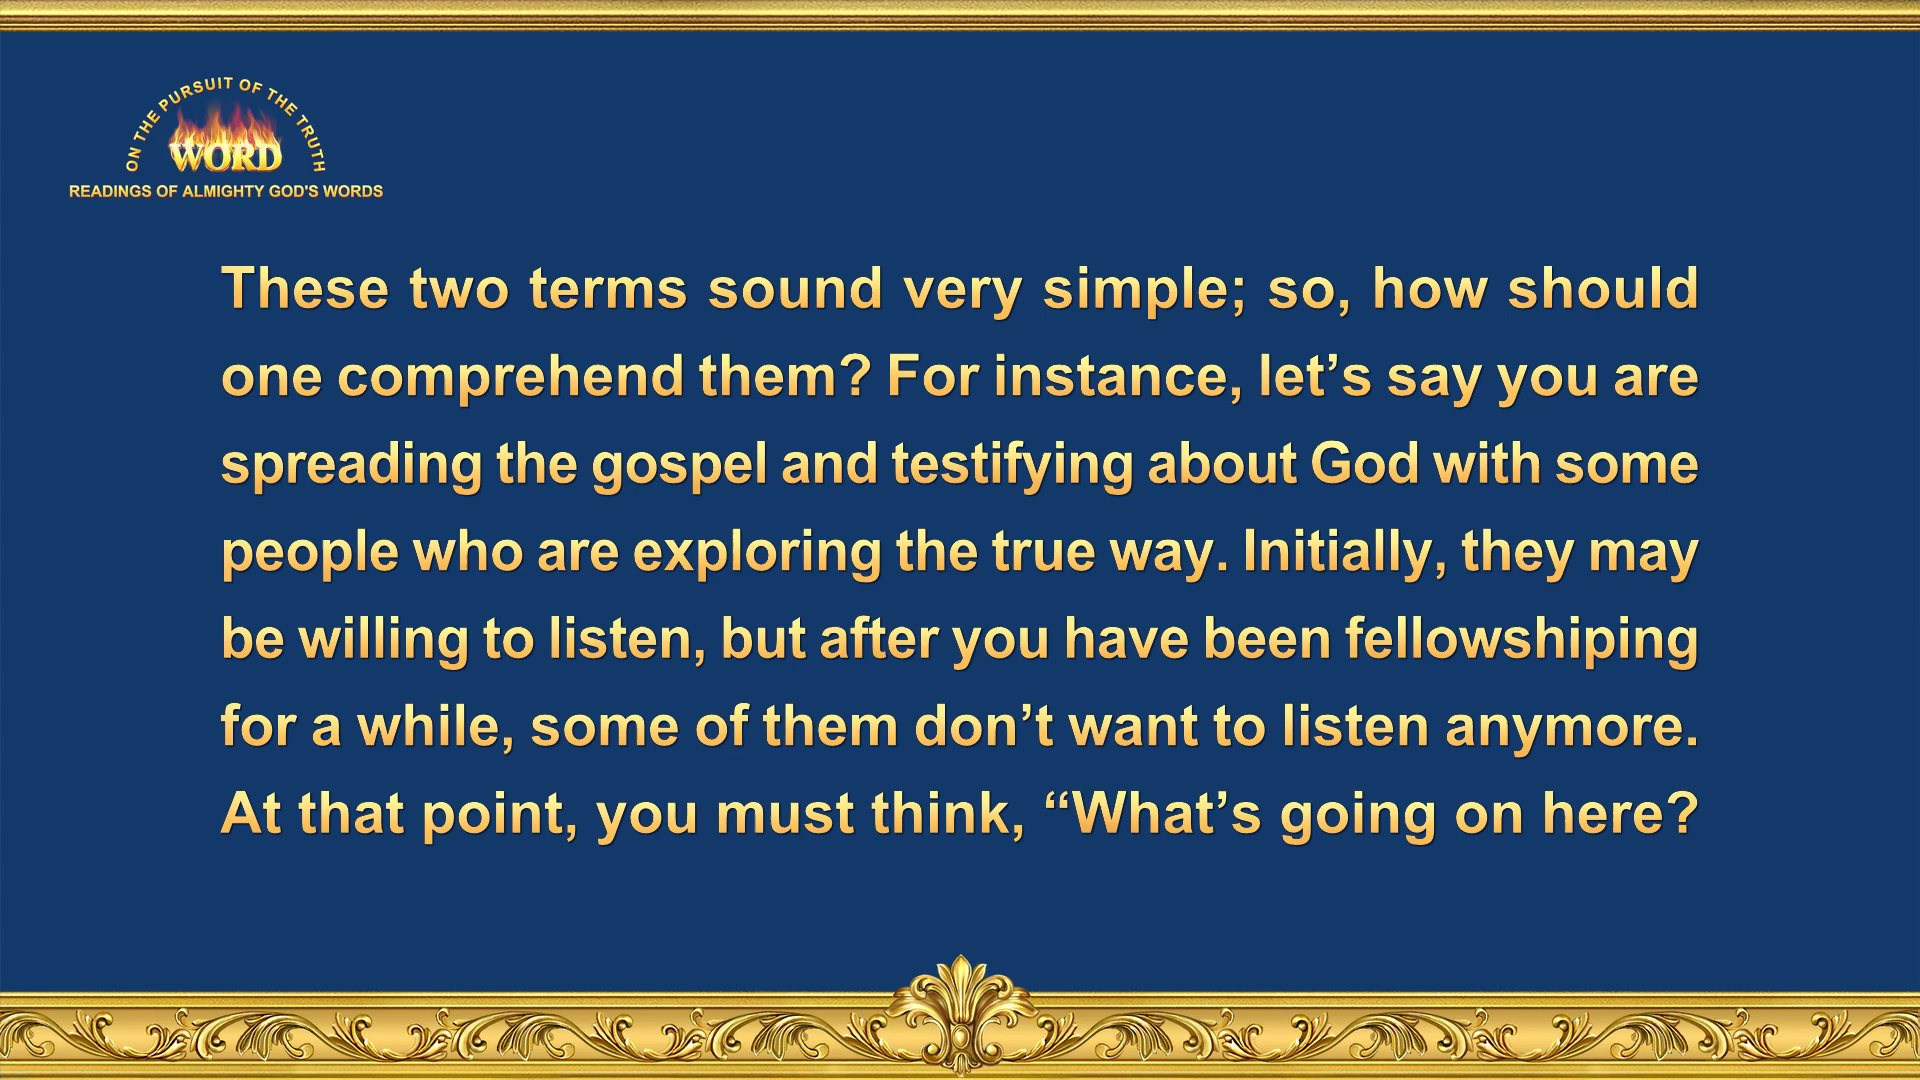 ON THE PURSUIT OF THE TRUTH
WORD
READINGS OF ALMIGHTY GOD'S WORDS
These two terms sound very simple; so, how should
one comprehend them? For instance, let’s say you are
spreading the gospel and testifying about God with some
people who are exploring the true way. Initially, they may
be willing to listen, but after you have been fellowshiping
for a while, some of them don’t want to listen anymore.
At that point, you must think, “What’s going on here?